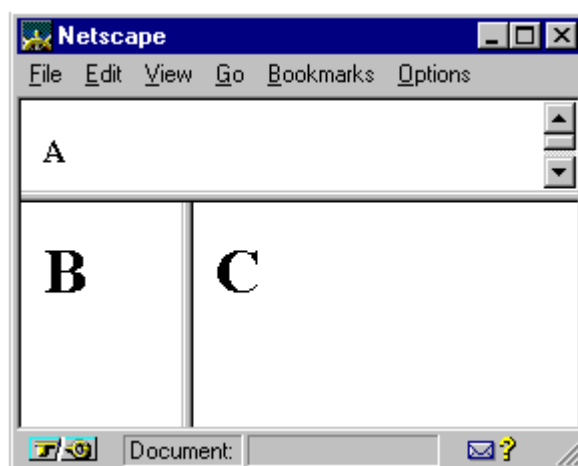 Netscape
File Edit View Go Bookmarks Options
A
B C
Document: ?